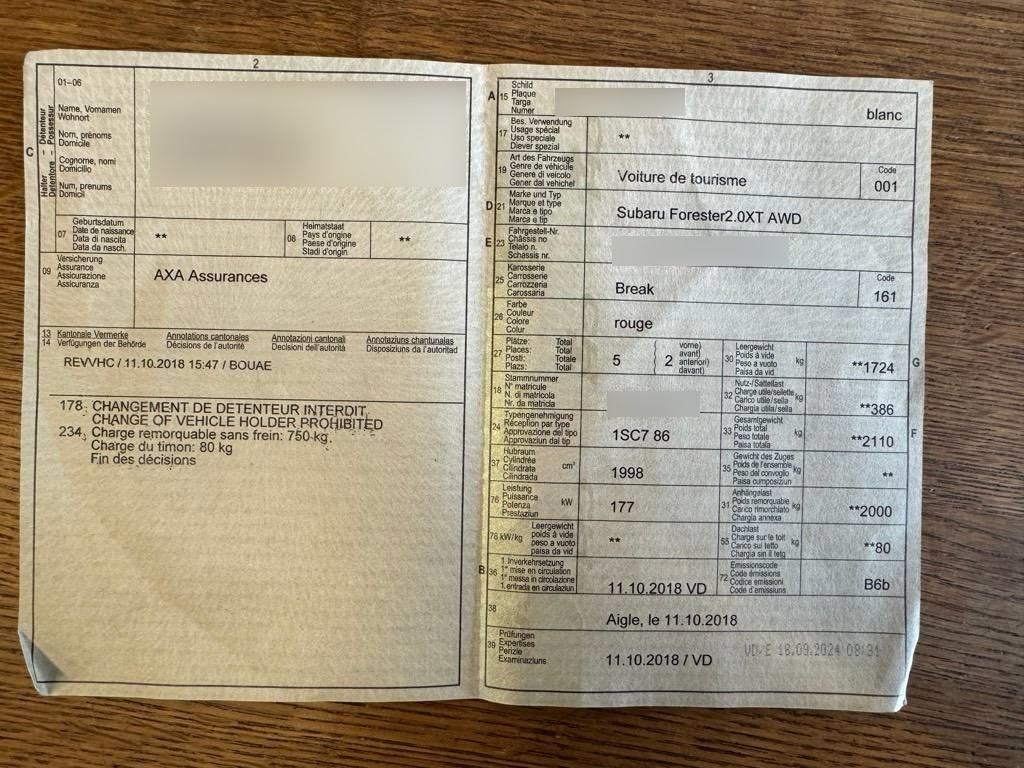 2
01-06
Halter - Détenteur
Detentore - Possessur
C
Name, Vornamen
Wohnort
Nom, prénoms
Domicile
Cognome, nomi
Domicilio
Num, prenums
Domicil
07
Geburtsdatum
Date de naissance
Data di nascita
Data da nasch.
**
08
Heimatstaat
Pays d'origine
Paese d'origine
Stadi d'origin
**
09
Versicherung
Assurance
Assicurazione
Assicuranza
AXA Assurances
13 Kantonale Vermerke Annotations cantonales Annotazioni cantonali Annotaziuns chantunalas
14 Verfügungen der Behörde Décisions de l'autorité Decisioni dell'autorità Disposiziuns da l'autoritad
REVVHC / 11.10.2018 15:47 / BOUAE
178. CHANGEMENT DE DETENTEUR INTERDIT
CHANGE OF VEHICLE HOLDER PROHIBITED
234. Charge remorquable sans frein: 750 kg.
Charge du timon: 80 kg
Fin des décisions
3
A 15
Schild
Plaque
Targa
Numer
blanc
17
Bes. Verwendung
Usage spécial
Uso speciale
Diever spezial
**
19
Art des Fahrzeugs
Genre de véhicule
Genere di veicolo
Gener dal vehichel
Voiture de tourisme
Code
001
D 21
Marke und Typ
Marque et type
Marca e tipo
Marca e tip
Subaru Forester2.0XT AWD
E 23
Fahrgestell-Nr.
Châssis no
Telaio n.
Schassis nr.
25
Karosserie
Carrosserie
Carrozzeria
Carossaria
Break
Code
161
26
Farbe
Couleur
Colore
Colur
rouge
27
Plätze: Total
Places: Total
Posti: Totale
Plazs: Total
5
2
vorne)
avant)
anteriori)
davant)
30
Leergewicht
Poids à vide
Peso a vuoto
Paisa da vid
kg
**1724
G
18
Stammnummer
N° matricule
N. di matricola
Nr. da matricla
32
Nutz-/Sattellast
Charge utile/sellette
Carico utile/sella
Chargia utila/sella
kg
**386
24
Typengenehmigung
Réception par type
Approvazione del tipo
Approvaziun dal tip
1SC7 86
33
Gesamtgewicht
Poids total
Peso totale
Paisa totala
kg
**2110
F
37
Hubraum
Cylindrée
Cilindrata
Cilindrada
cm³
1998
35
Gewicht des Zuges
Poids de l'ensemble
Peso del convoglio
Paisa cumposiziun
kg
**
76
Leistung
Puissance
Potenza
Prestaziun
kW
177
31
Anhängelast
Poids remorquable
Carico rimorchiato
Chargia annexa
kg
**2000
78 kW/kg
Leergewicht
poids à vide
peso a vuoto
paisa da vid
**
55
Dachlast
Charge sur le toit
Carico sul tetto
Chargia sin il tetg
kg
**80
B 36
1. Inverkehrsetzung
1re mise en circulation
1a messa in circolazione
1. entrada en circulaziun
11.10.2018 VD
72
Emissionscode
Code émissions
Codice emissioni
Code d'emissiuns
B6b
38
Aigle, le 11.10.2018
39
Prüfungen
Expertises
Perizie
Examinaziuns
11.10.2018 / VD
VD.E 18.09.2024 08:31